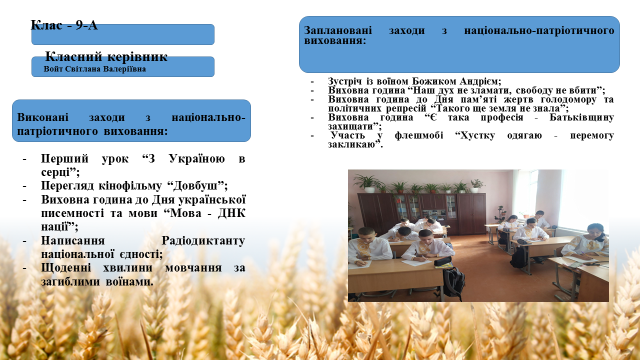 Клас - 9-А
Класний керівник
Войт Світлана Валеріївна
Виконані заходи з національно-
патріотичного виховання:
- Перший урок “З Україною в
серці”;
- Перегляд кінофільму “Довбуш”;
- Виховна година до Дня української
писемності та мови “Мова - ДНК
нації”;
- Написання Радіодиктанту
національної єдності;
- Щоденні хвилини мовчання за
загиблими воїнами.
Заплановані заходи з національно-патріотичного
виховання:
- Зустріч із воїном Божиком Андрієм;
- Виховна година “Наш дух не зламати, свободу не вбити”;
- Виховна година до Дня пам’яті жертв голодомору та
політичних репресій “Такого ще земля не знала”;
- Виховна година “Є така професія - Батьківщину
захищати”;
- Участь у флешмобі “Хустку одягаю - перемогу
закликаю”.